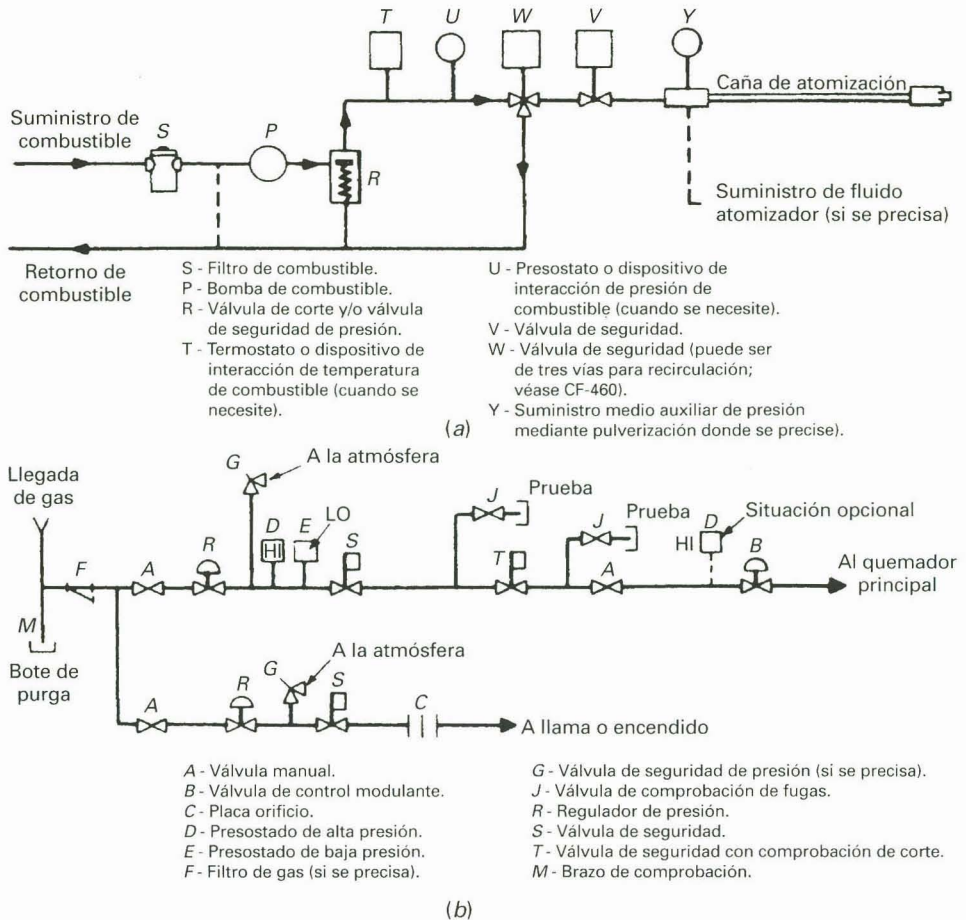 T U W V Y
Caña de atomización
Suministro de
combustible
S P
R
Suministro de fluido
atomizador (si se precisa)
Retorno de
combustible
S - Filtro de combustible.
P - Bomba de combustible.
R - Válvula de corte y/o válvula
de seguridad de presión.
T - Termostato o dispositivo de
interacción de temperatura
de combustible (cuando se
necesite).
U - Presostato o dispositivo de
interacción de presión de
combustible (cuando se necesite).
V - Válvula de seguridad.
W - Válvula de seguridad (puede ser
de tres vías para recirculación;
véase CF-460).
Y - Suministro medio auxiliar de presión
mediante pulverización donde se precise).
(a)
Llegada
de gas
G A la atmósfera
LO
D E S
HI
J Prueba
J Prueba
D Situación opcional
HI
B
F A R
T A
Al quemador
principal
M
Bote de
purga
A la atmósfera
G
A R S C
A llama o encendido
A - Válvula manual.
B - Válvula de control modulante.
C - Placa orificio.
D - Presostado de alta presión.
E - Presostado de baja presión.
F - Filtro de gas (si se precisa).
G - Válvula de seguridad de presión (si se precisa).
J - Válvula de comprobación de fugas.
R - Regulador de presión.
S - Válvula de seguridad.
T - Válvula de seguridad con comprobación de corte.
M - Brazo de comprobación.
(b)